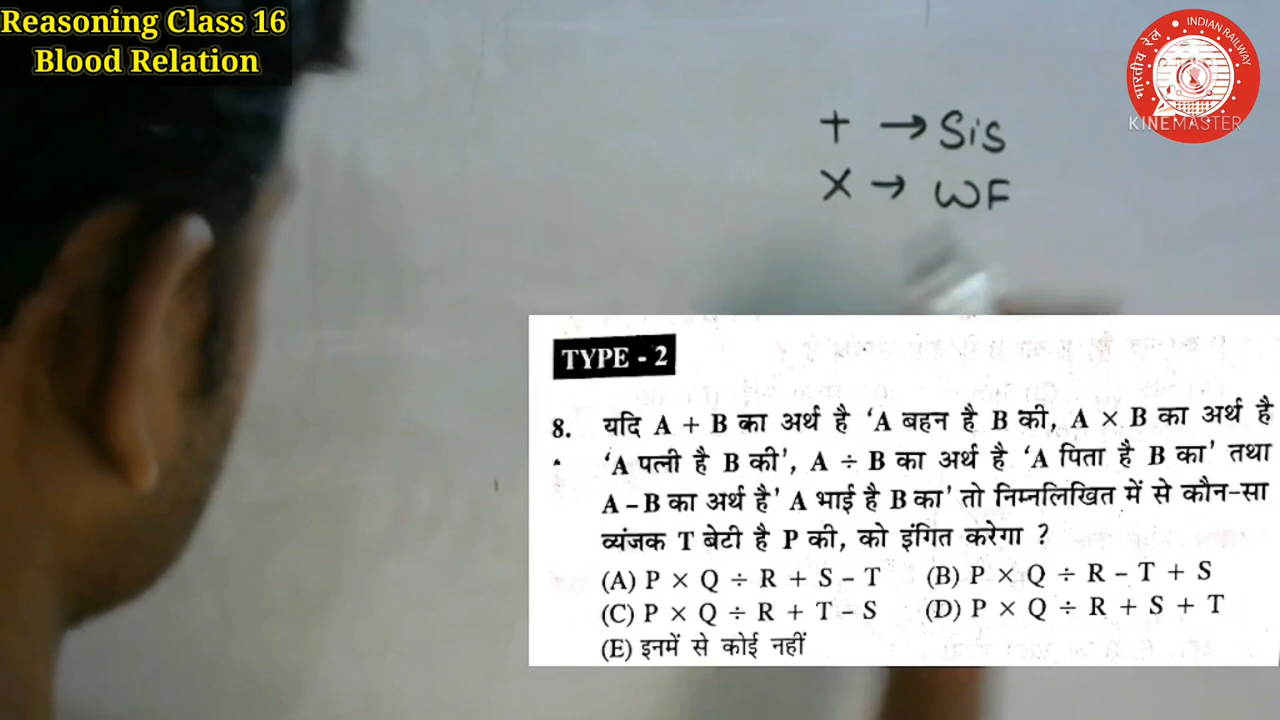 Reasoning Class 16
Blood Relation
भारतीय रेल INDIAN RAILWAY
KINEMASTER
+ → Sis
× → WF
TYPE - 2
8. यदि A + B का अर्थ है ‘A बहन है B की, A × B का अर्थ है
‘A पत्नी है B की’, A ÷ B का अर्थ है ‘A पिता है B का’ तथा
A – B का अर्थ है’ A भाई है B का’ तो निम्नलिखित में से कौन-सा
व्यंजक T बेटी है P की, को इंगित करेगा ?
(A) P × Q ÷ R + S – T (B) P × Q ÷ R – T + S
(C) P × Q ÷ R + T – S (D) P × Q ÷ R + S + T
(E) इनमें से कोई नहीं